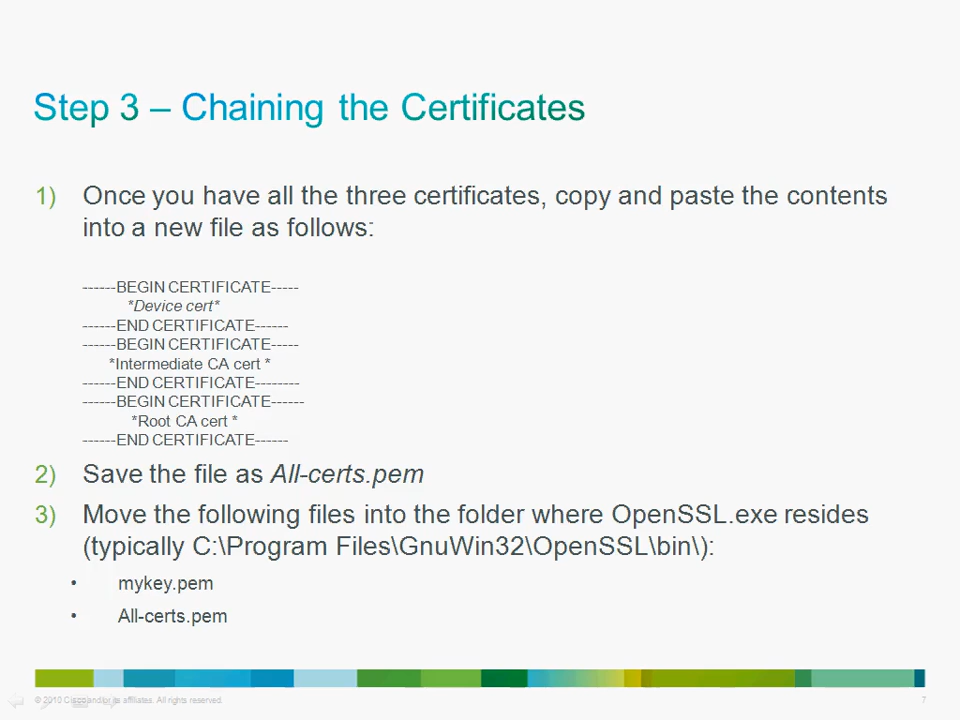 Step 3 – Chaining the Certificates
1) Once you have all the three certificates, copy and paste the contents
into a new file as follows:
------BEGIN CERTIFICATE-----
*Device cert*
------END CERTIFICATE------
------BEGIN CERTIFICATE-----
*Intermediate CA cert *
------END CERTIFICATE--------
------BEGIN CERTIFICATE------
*Root CA cert *
------END CERTIFICATE------
2) Save the file as All-certs.pem
3) Move the following files into the folder where OpenSSL.exe resides
(typically C:\Program Files\GnuWin32\OpenSSL\bin\):
• mykey.pem
• All-certs.pem
© 2010 Cisco and/or its affiliates. All rights reserved.
7